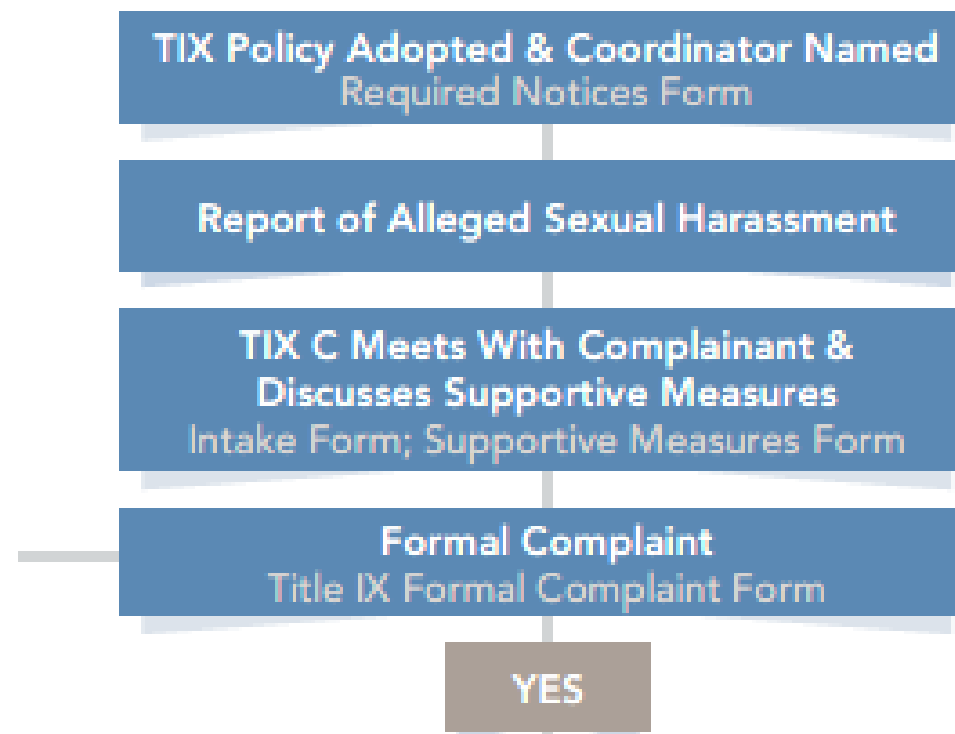 TIX Policy Adopted & Coordinator Named
Required Notices Form
Report of Alleged Sexual Harassment
TIX C Meets With Complainant &
Discusses Supportive Measures
Intake Form; Supportive Measures Form
Formal Complaint
Title IX Formal Complaint Form
YES